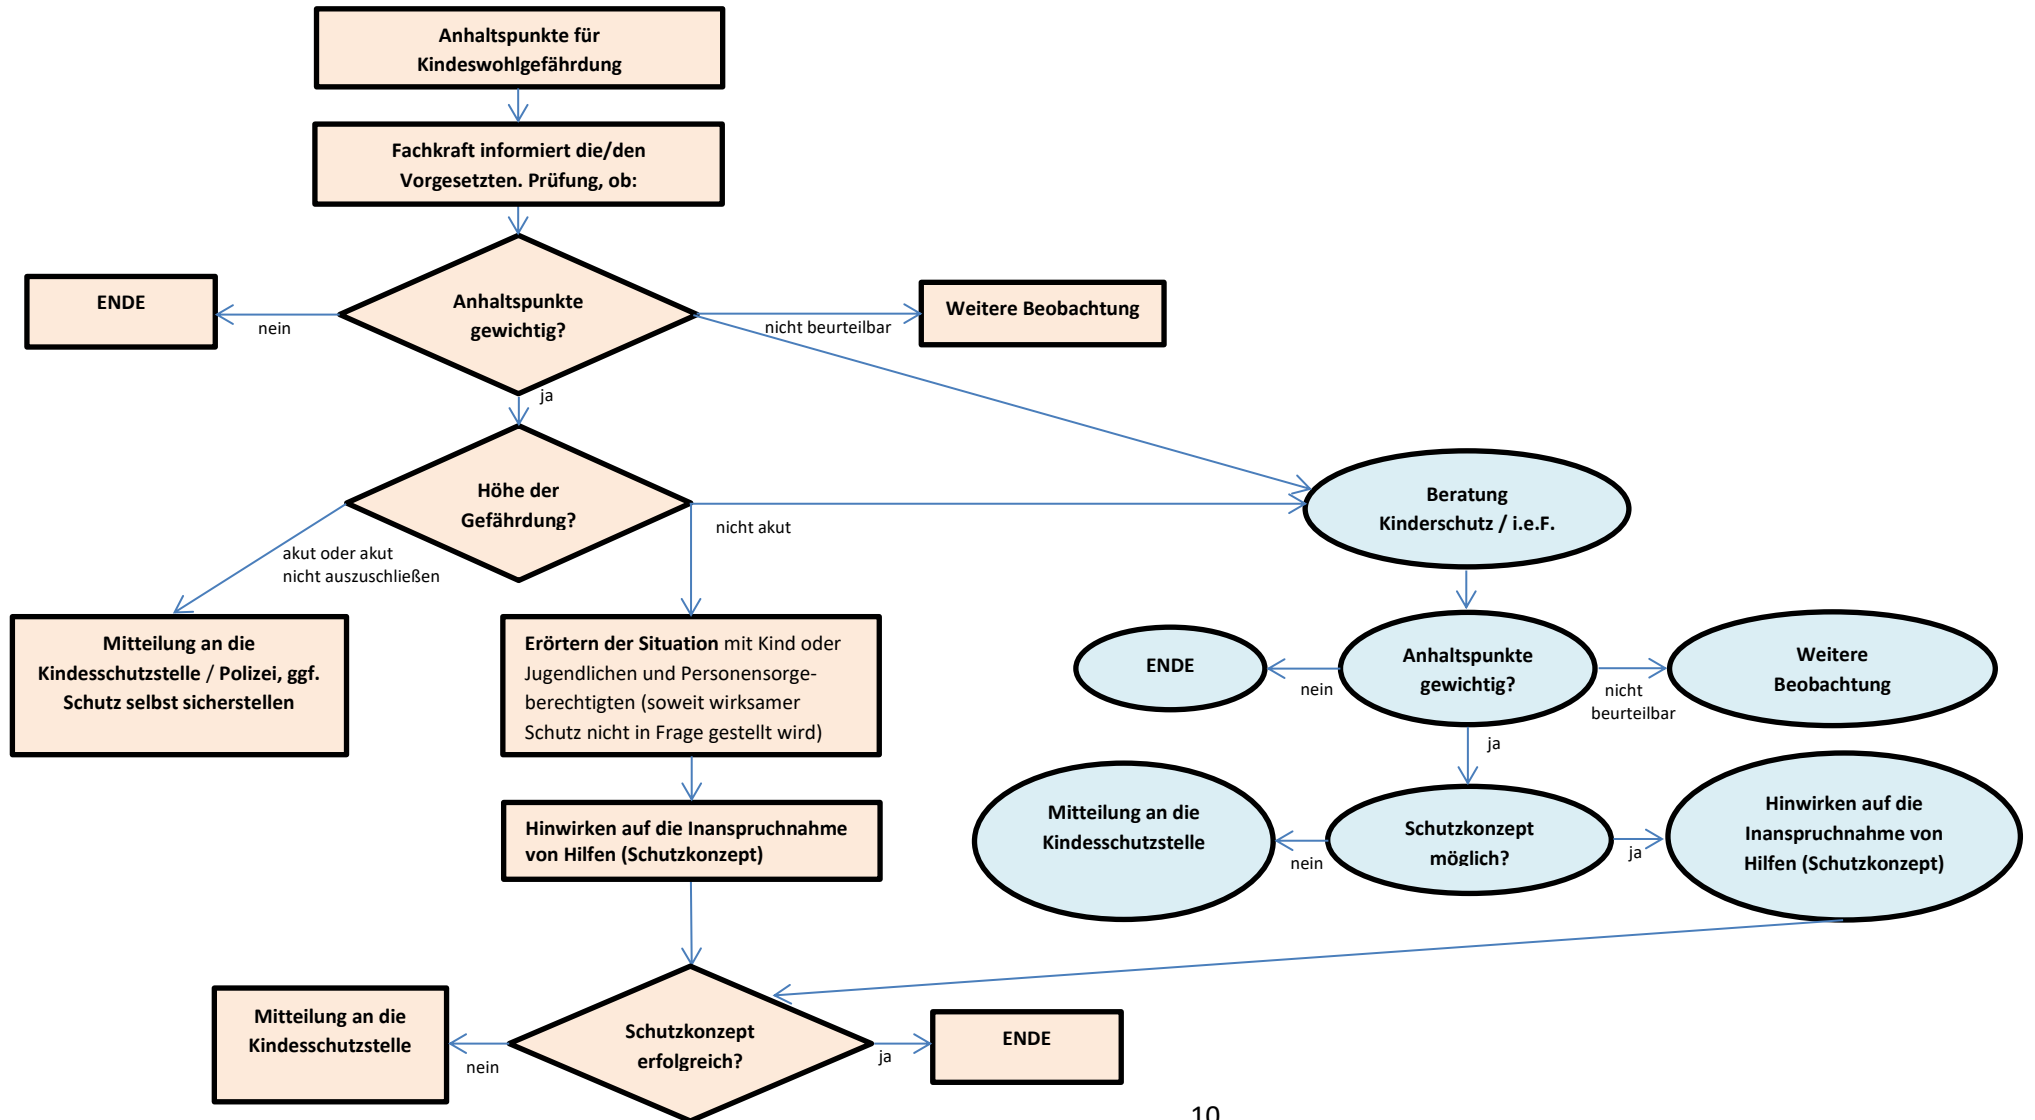 Anhaltspunkte für
Kindeswohlgefährdung
Fachkraft informiert die/den
Vorgesetzten. Prüfung, ob:
ENDE
nein
Anhaltspunkte
gewichtig?
nicht beurteilbar
Weitere Beobachtung
ja
Höhe der
Gefährdung?
nicht akut
akut oder akut
nicht auszuschließen
Beratung
Kinderschutz / i.e.F.
Mitteilung an die
Kindesschutzstelle / Polizei, ggf.
Schutz selbst sicherstellen
Erörtern der Situation mit Kind oder
Jugendlichen und Personensorge-
berechtigten (soweit wirksamer
Schutz nicht in Frage gestellt wird)
ENDE
nein
Anhaltspunkte
gewichtig?
nicht
beurteilbar
Weitere
Beobachtung
ja
Hinwirken auf die Inanspruchnahme
von Hilfen (Schutzkonzept)
Mitteilung an die
Kindesschutzstelle
nein
Schutzkonzept
möglich?
ja
Hinwirken auf die
Inanspruchnahme von
Hilfen (Schutzkonzept)
Mitteilung an die
Kindesschutzstelle
nein
Schutzkonzept
erfolgreich?
ja
ENDE
10